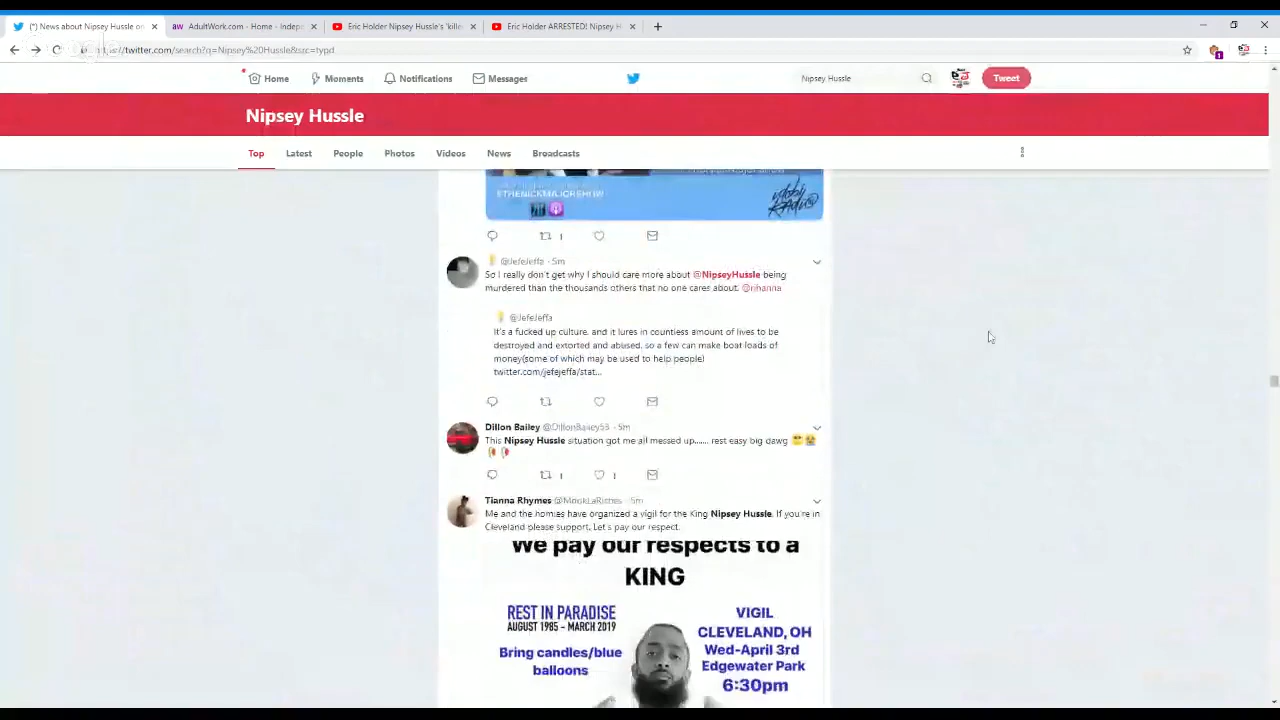 (*) News about Nipsey Hussle on
AdultWork.com - Home - Indepe
Eric Holder Nipsey Hussle's 'kille
Eric Holder ARRESTED! Nipsey H
https://twitter.com/search?q=Nipsey%20Hussle&src=typd
1
Home
Moments
Notifications
Messages
Nipsey Hussle
Tweet
Nipsey Hussle
Top
Latest
People
Photos
Videos
News
Broadcasts
#THENICKMAJORSHOW
1
@JefeJeffa · 5m
So I really don't get why I should care more about @NipseyHussle being
murdered than the thousands others that no one cares about. @rihanna
@JefeJeffa
It's a fucked up culture, and it lures in countless amount of lives to be
destroyed and extorted and abused, so a few can make boat loads of
money(some of which may be used to help people)
twitter.com/jefejeffa/stat...
Dillon Bailey @DillonBailey53 · 5m
This Nipsey Hussle situation got me all messed up...... rest easy big dawg
1 1
Tianna Rhymes · 5m
Me and the homies have organized a vigil for the King Nipsey Hussle. If you're in
Cleveland please support. Let's pay our respect.
We pay our respects to a
KING
REST IN PARADISE
AUGUST 1985 - MARCH 2019
Bring candles/blue
balloons
VIGIL
CLEVELAND, OH
Wed-April 3rd
Edgewater Park
6:30pm